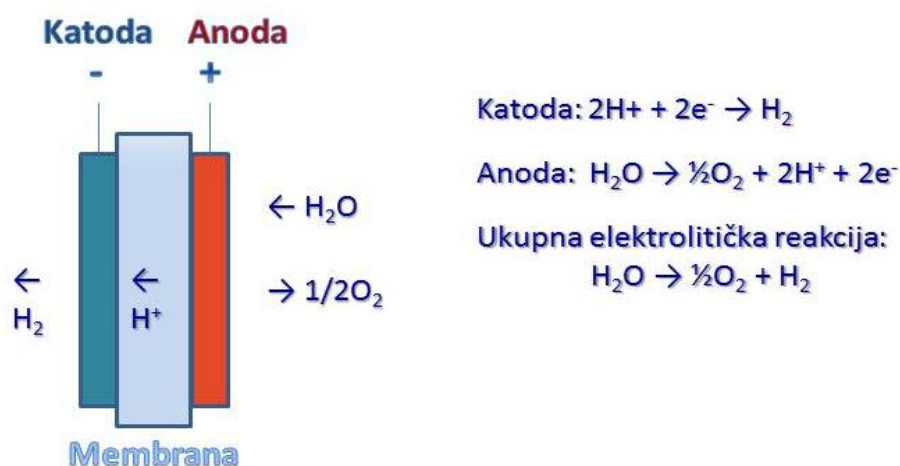 Katoda Anoda
- +
← H₂O
→ 1/2O₂
← ←
H₂ H⁺
Membrana
Katoda: 2H+ + 2e⁻ → H₂
Anoda: H₂O → ½O₂ + 2H⁺ + 2e⁻
Ukupna elektrolitička reakcija:
H₂O → ½O₂ + H₂